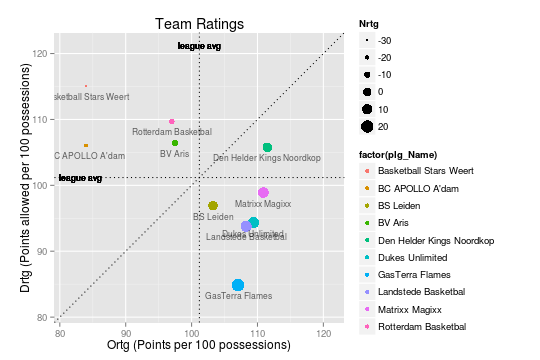 Team Ratings
Drtg (Points allowed per 100 possessions)
120
110
100
90
80
league avg
sketball Stars Weert
Rotterdam Basketbal
C APOLLO A'dam
BV Aris
Den Helder Kings Noordkop
league avg
Matrixx Magixx
BS Leiden
Dukes Unlimited
Landstede Basketbal
GasTerra Flames
80
90
100
110
120
Ortg (Points per 100 possessions)
Nrtg
-30
-20
-10
0
10
20
factor(plg_Name)
Basketball Stars Weert
BC APOLLO A'dam
BS Leiden
BV Aris
Den Helder Kings Noordkop
Dukes Unlimited
GasTerra Flames
Landstede Basketbal
Matrixx Magixx
Rotterdam Basketbal